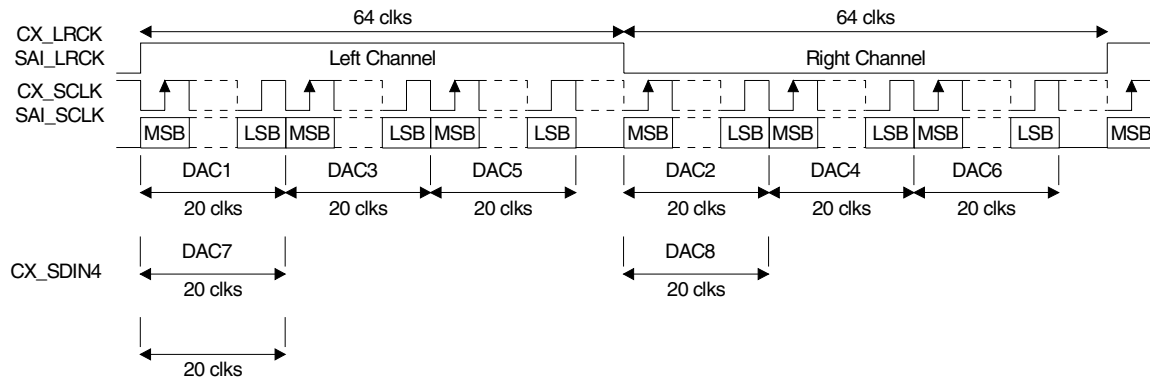 64 clks 64 clks
CX_LRCK
SAI_LRCK Left Channel Right Channel
CX_SCLK
SAI_SCLK
MSB LSB MSB LSB MSB LSB MSB LSB MSB LSB MSB LSB MSB
DAC1 DAC3 DAC5 DAC2 DAC4 DAC6
20 clks 20 clks 20 clks 20 clks 20 clks 20 clks
DAC7 DAC8
CX_SDIN4
20 clks 20 clks
20 clks